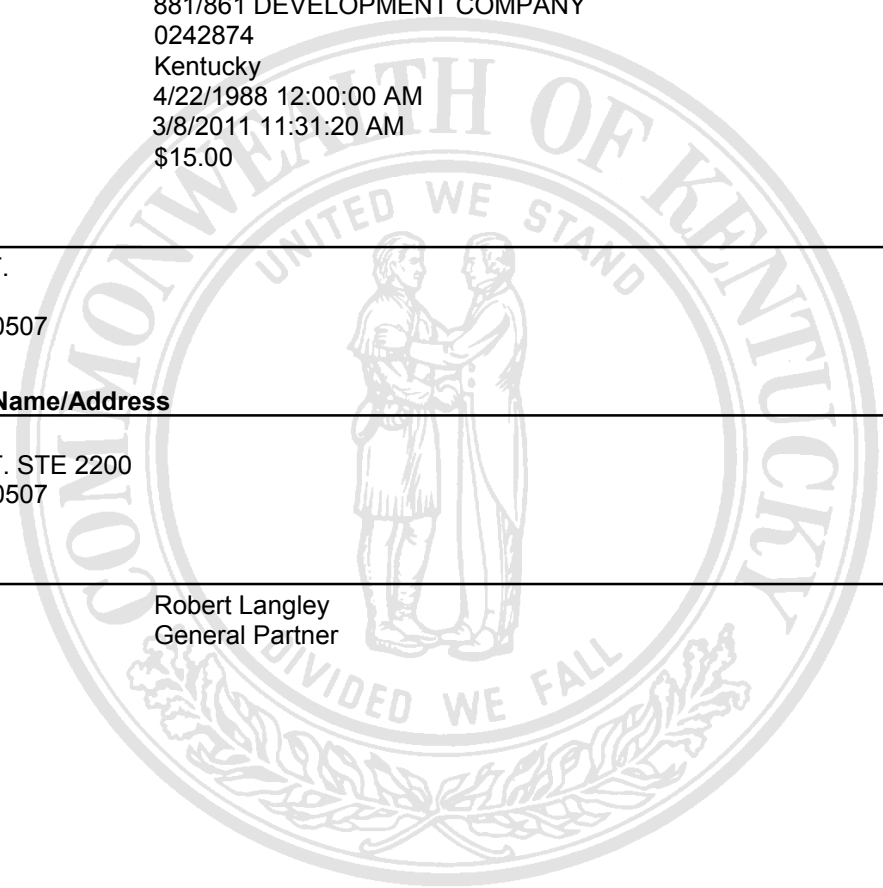 881/861 DEVELOPMENT COMPANY
0242874
Kentucky
4/22/1988 12:00:00 AM
3/8/2011 11:31:20 AM
$15.00
T.
0507
Name/Address
T. STE 2200
0507
Robert Langley
General Partner
COMMONWEALTH OF KENTUCKY
UNITED WE STAND
DIVIDED WE FALL